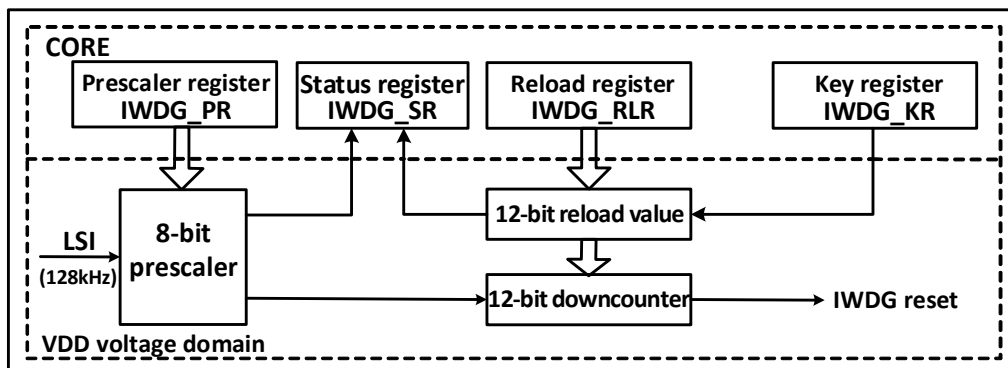 CORE
Prescaler register
IWDG_PR
Status register
IWDG_SR
Reload register
IWDG_RLR
Key register
IWDG_KR
LSI
(128kHz)
8-bit
prescaler
12-bit reload value
12-bit downcounter
IWDG reset
VDD voltage domain